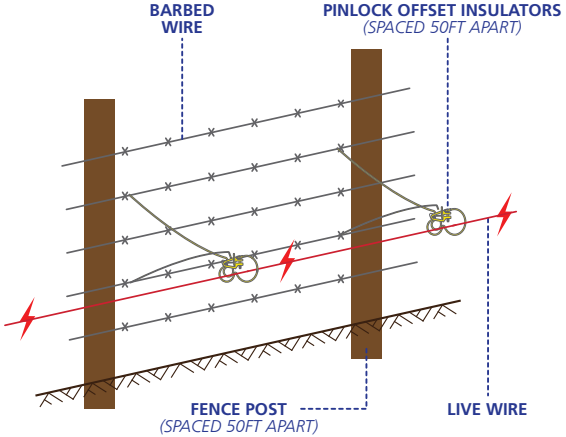 BARBED
WIRE
PINLOCK OFFSET INSULATORS
(SPACED 50FT APART)
FENCE POST
(SPACED 50FT APART)
LIVE WIRE